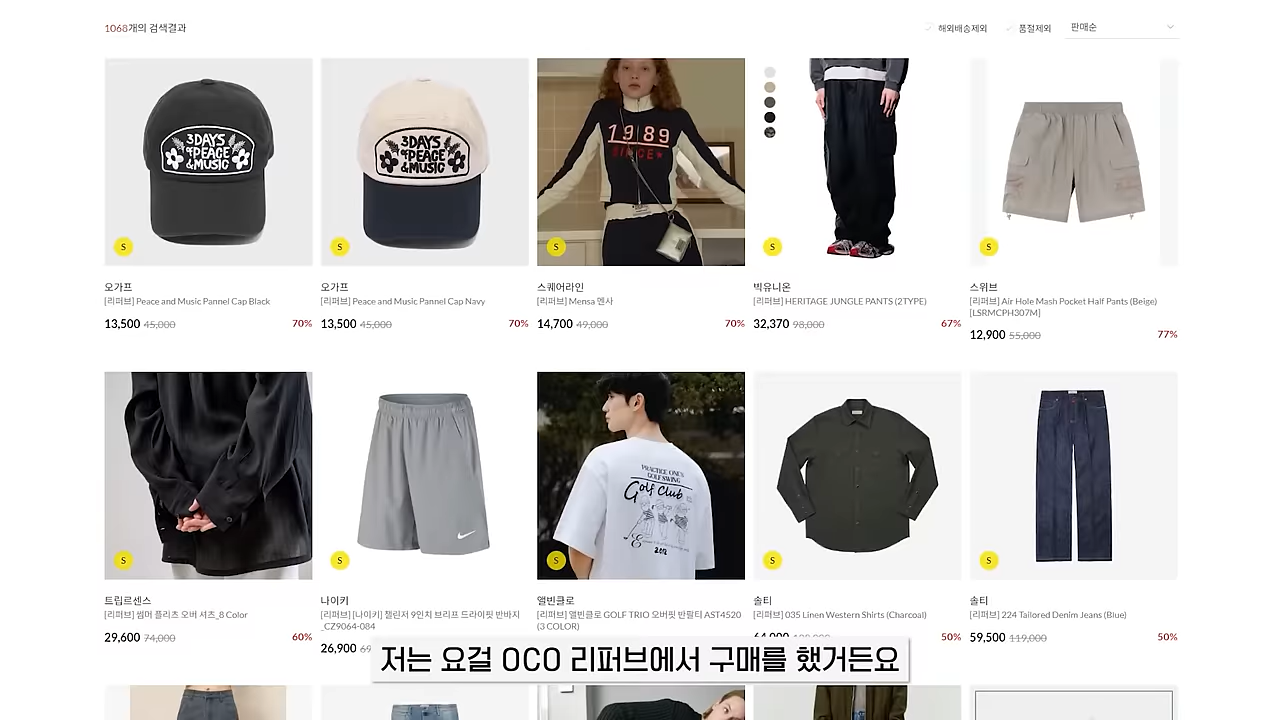 1068개의 검색결과
해외배송제외
품절제외
판매순
3DAYS
OF PEACE
& MUSIC
S
3DAYS
OF PEACE
& MUSIC
S
1989
SINCE
S
S
S
오가프
[리퍼브] Peace and Music Pannel Cap Black
13,500 45,000 70%
오가프
[리퍼브] Peace and Music Pannel Cap Navy
13,500 45,000 70%
스퀘어라인
[리퍼브] Mensa 멘사
14,700 49,000 70%
빅유니온
[리퍼브] HERITAGE JUNGLE PANTS (2TYPE)
32,370 98,000 67%
스위브
[리퍼브] Air Hole Mash Pocket Half Pants (Beige)
[LSRMCPH307M]
12,900 55,000 77%
S
S
PRACTICE ONE'S
GOLF SWING
Golf Club
2012
S
S
S
트립르센스
[리퍼브] 썸머 플라츠 오버 셔츠_8 Color
29,600 74,000 60%
나이키
[리퍼브] [나이키] 챌린저 9인치 브리프 드라이핏 반바지
_CZ9064-084
26,900
앨빈클로
[리퍼브] 앨빈클로 GOLF TRIO 오버핏 반팔티 AST4520
(3 COLOR)
솔티
[리퍼브] 035 Linen Western Shirts (Charcoal)
50%
솔티
[리퍼브] 224 Tailored Denim Jeans (Blue)
59,500 119,000 50%
저는 요걸 OCO 리퍼브에서 구매를 했거든요